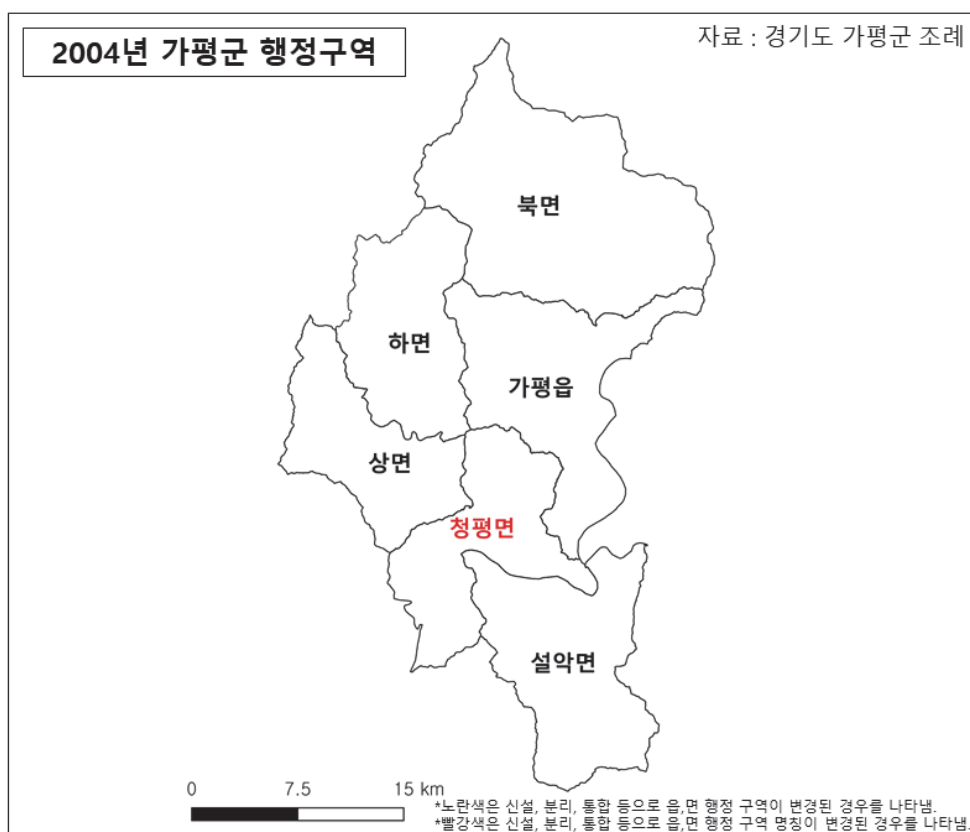 2004년 가평군 행정구역
자료 : 경기도 가평군 조례
북면
하면
가평읍
상면
청평면
설악면
0 7.5 15 km
*노란색은 신설, 분리, 통합 등으로 읍,면 행정 구역이 변경된 경우를 나타냄.
*빨강색은 신설, 분리, 통합 등으로 읍,면 행정 구역 명칭이 변경된 경우를 나타냄.